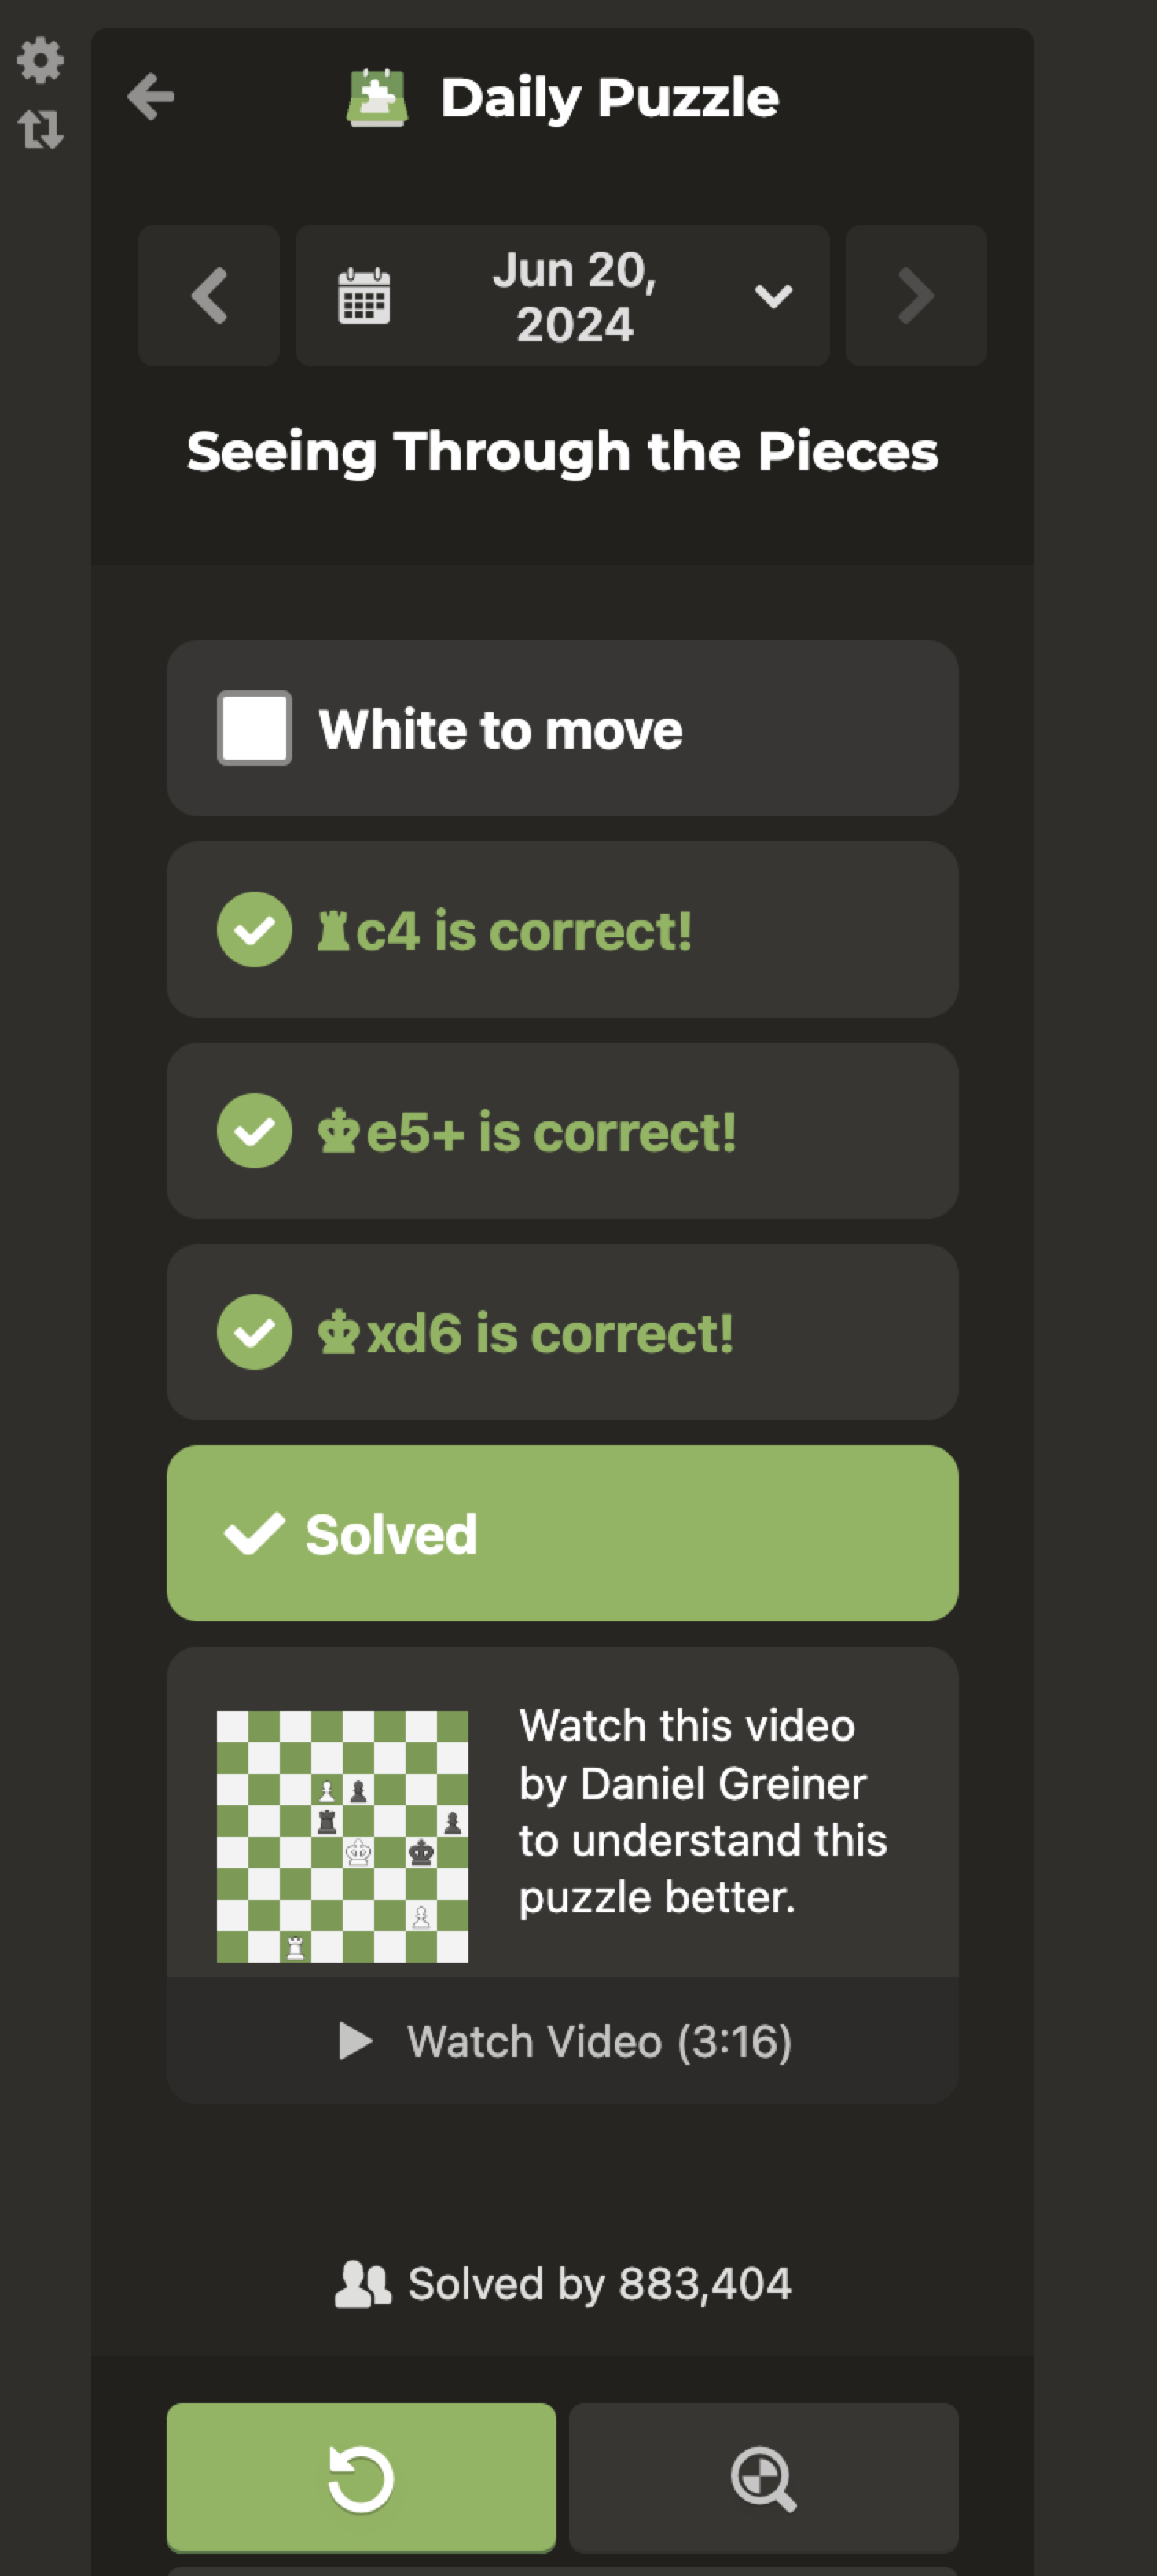 Daily Puzzle
Jun 20,
2024
Seeing Through the Pieces
White to move
♜c4 is correct!
♚e5+ is correct!
♚xd6 is correct!
Solved
Watch this video
by Daniel Greiner
to understand this
puzzle better.
Watch Video (3:16)
Solved by 883,404